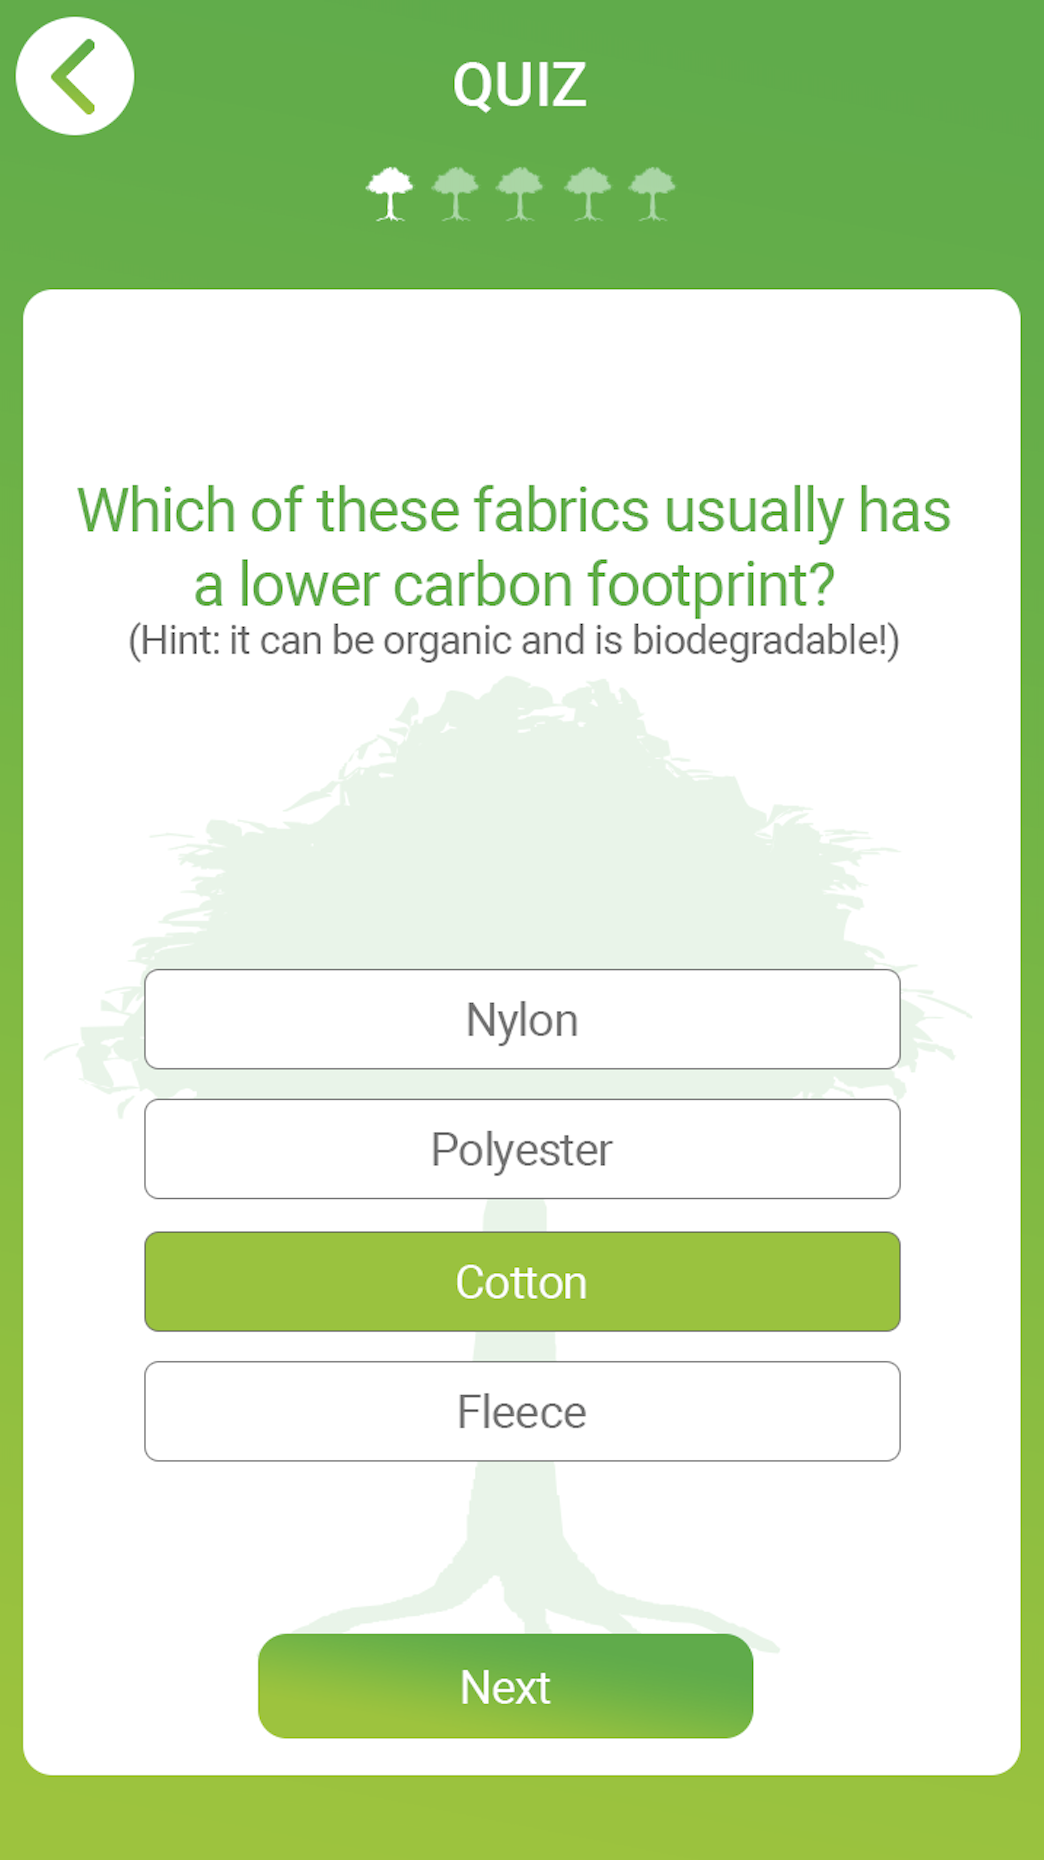 QUIZ
Which of these fabrics usually has
a lower carbon footprint?
(Hint: it can be organic and is biodegradable!)
Nylon
Polyester
Cotton
Fleece
Next